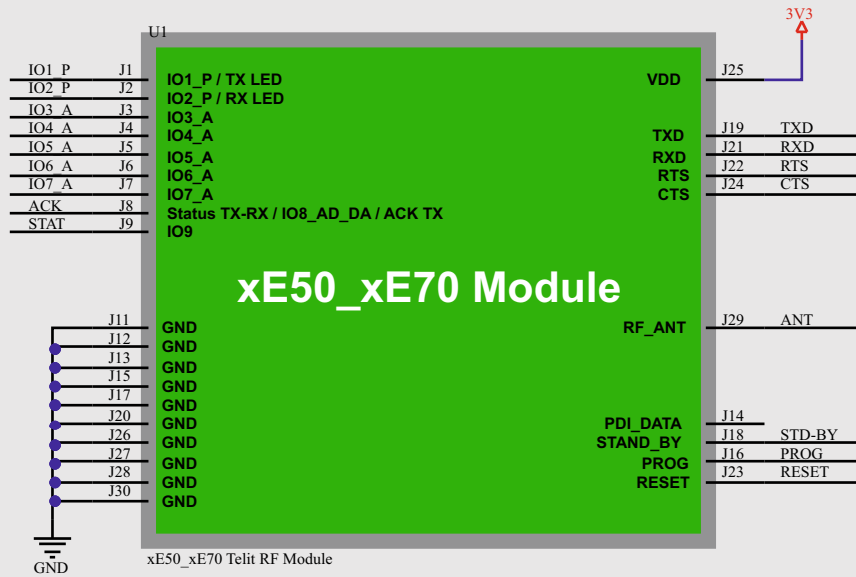 3V3
U1
IO1_P J1 IO1_P / TX LED VDD J25
IO2_P J2 IO2_P / RX LED
IO3_A J3 IO3_A
IO4_A J4 IO4_A TXD J19 TXD
IO5_A J5 IO5_A RXD J21 RXD
IO6_A J6 IO6_A RTS J22 RTS
IO7_A J7 IO7_A CTS J24 CTS
ACK J8 Status TX-RX / IO8_AD_DA / ACK TX
STAT J9 IO9
xE50_xE70 Module
J11 GND RF_ANT J29 ANT
J12 GND
J13 GND
J15 GND
J17 GND
J20 GND PDI_DATA J14
J26 GND STAND_BY J18 STD-BY
J27 GND PROG J16 PROG
J28 GND RESET J23 RESET
J30 GND
xE50_xE70 Telit RF Module
GND